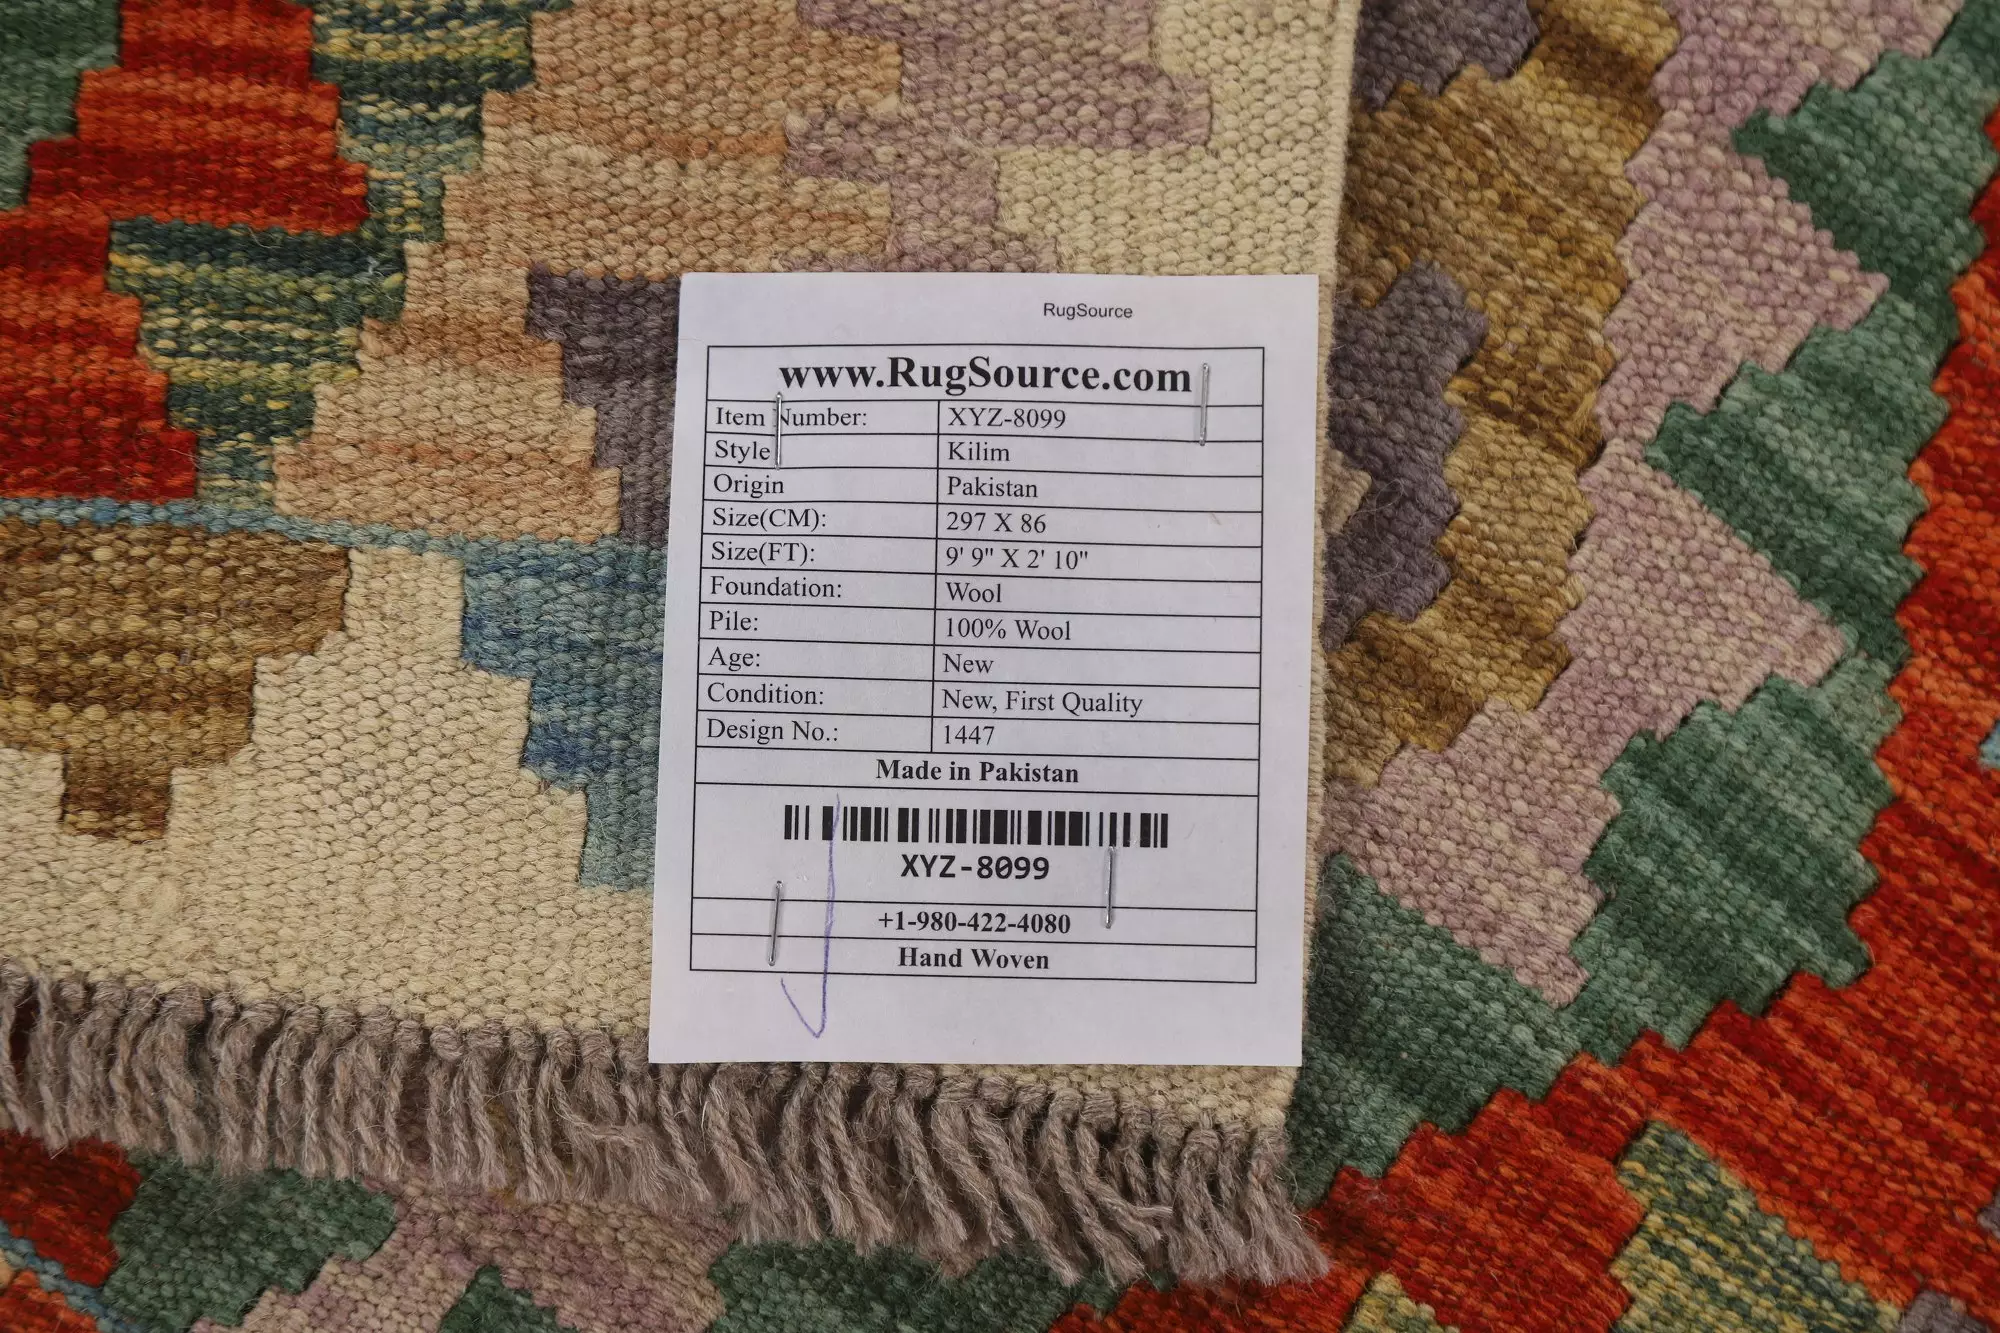 RugSource
www.RugSource.com
Item Number: XYZ-8099
Style Kilim
Origin Pakistan
Size(CM): 297 X 86
Size(FT): 9' 9" X 2' 10"
Foundation: Wool
Pile: 100% Wool
Age: New
Condition: New, First Quality
Design No.: 1447
Made in Pakistan
XYZ-8099
+1-980-422-4080
Hand Woven